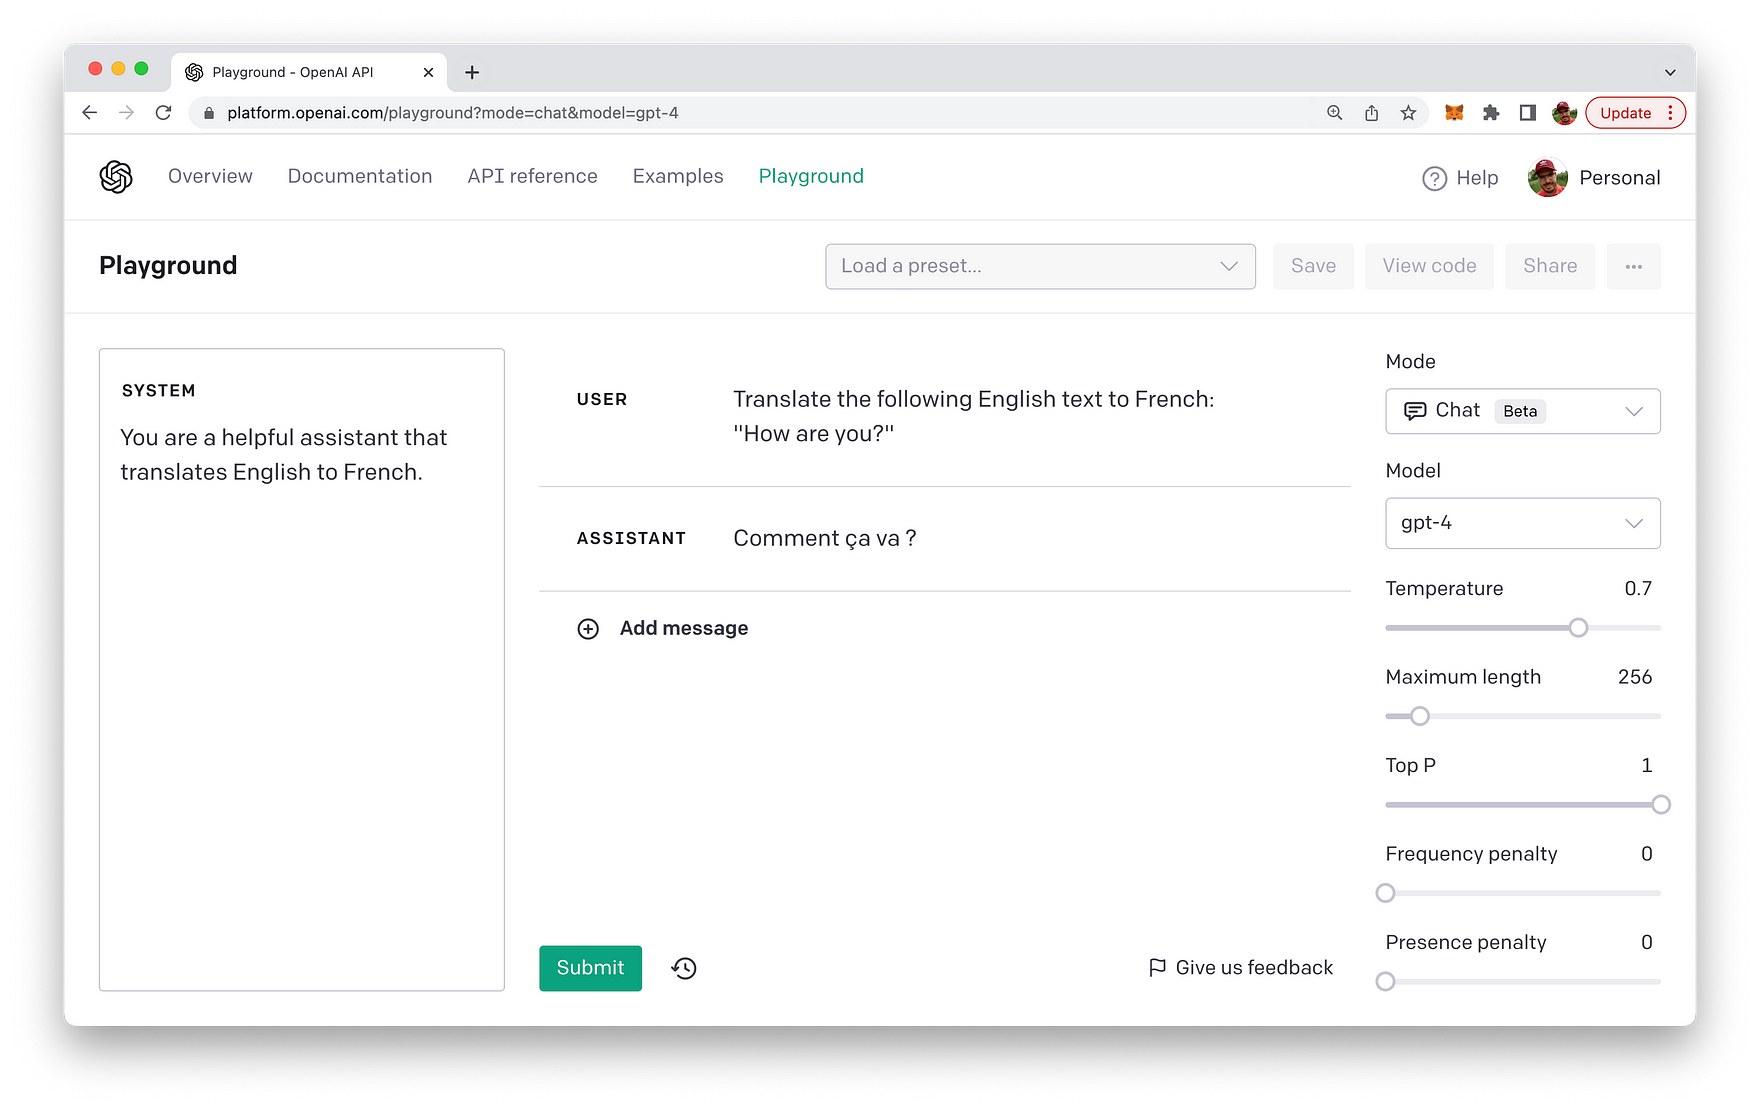 Playground - OpenAI API
platform.openai.com/playground?mode=chat&model=gpt-4
Update
Overview
Documentation
API reference
Examples
Playground
Help
Personal
Playground
Load a preset...
Save
View code
Share
...
SYSTEM
You are a helpful assistant that
translates English to French.
USER
Translate the following English text to French:
"How are you?"
ASSISTANT
Comment ça va ?
Add message
Submit
Give us feedback
Mode
Chat Beta
Model
gpt-4
Temperature 0.7
Maximum length 256
Top P 1
Frequency penalty 0
Presence penalty 0